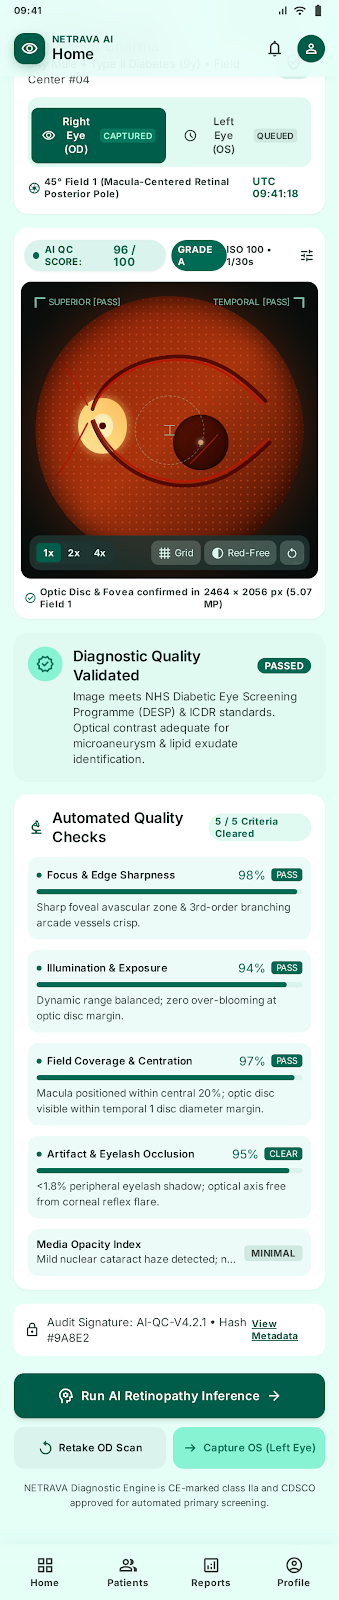 09:41
NETRAVA AI
Home
Center #04
Right
Eye
(OD)
CAPTURED
Left
Eye
(OS)
QUEUED
45° Field 1 (Macula-Centered Retinal
Posterior Pole)
UTC
09:41:18
AI QC
SCORE:
96 /
100
GRADE
A
ISO 100 •
1/30s
SUPERIOR [PASS]
TEMPORAL [PASS]
1x
2x
4x
Grid
Red-Free
Optic Disc & Fovea confirmed in
Field 1
2464 × 2056 px (5.07
MP)
Diagnostic Quality
Validated
PASSED
Image meets NHS Diabetic Eye Screening
Programme (DESP) & ICDR standards.
Optical contrast adequate for
microaneurysm & lipid exudate
identification.
Automated Quality
Checks
5 / 5 Criteria
Cleared
Focus & Edge Sharpness
98%
PASS
Sharp foveal avascular zone & 3rd-order branching
arcade vessels crisp.
Illumination & Exposure
94%
PASS
Dynamic range balanced; zero over-blooming at
optic disc margin.
Field Coverage & Centration
97%
PASS
Macula positioned within central 20%; optic disc
visible within temporal 1 disc diameter margin.
Artifact & Eyelash Occlusion
95%
CLEAR
<1.8% peripheral eyelash shadow; optical axis free
from corneal reflex flare.
Media Opacity Index
Mild nuclear cataract haze detected; n...
MINIMAL
Audit Signature: AI-QC-V4.2.1 • Hash
#9A8E2
View
Metadata
Run AI Retinopathy Inference
Retake OD Scan
Capture OS (Left Eye)
NETRAVA Diagnostic Engine is CE-marked class IIa and CDSCO
approved for automated primary screening.
Home
Patients
Reports
Profile